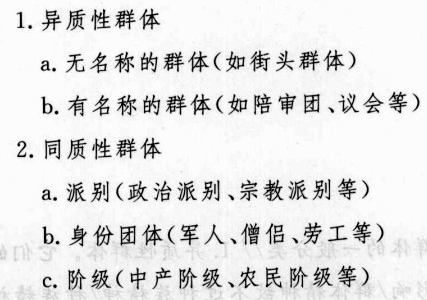 1. 异质性群体
a. 无名称的群体(如街头群体)
b. 有名称的群体(如陪审团、议会等)
2. 同质性群体
a. 派别(政治派别、宗教派别等)
b. 身份团体(军人、僧侣、劳工等)
c. 阶级(中产阶级、农民阶级等)